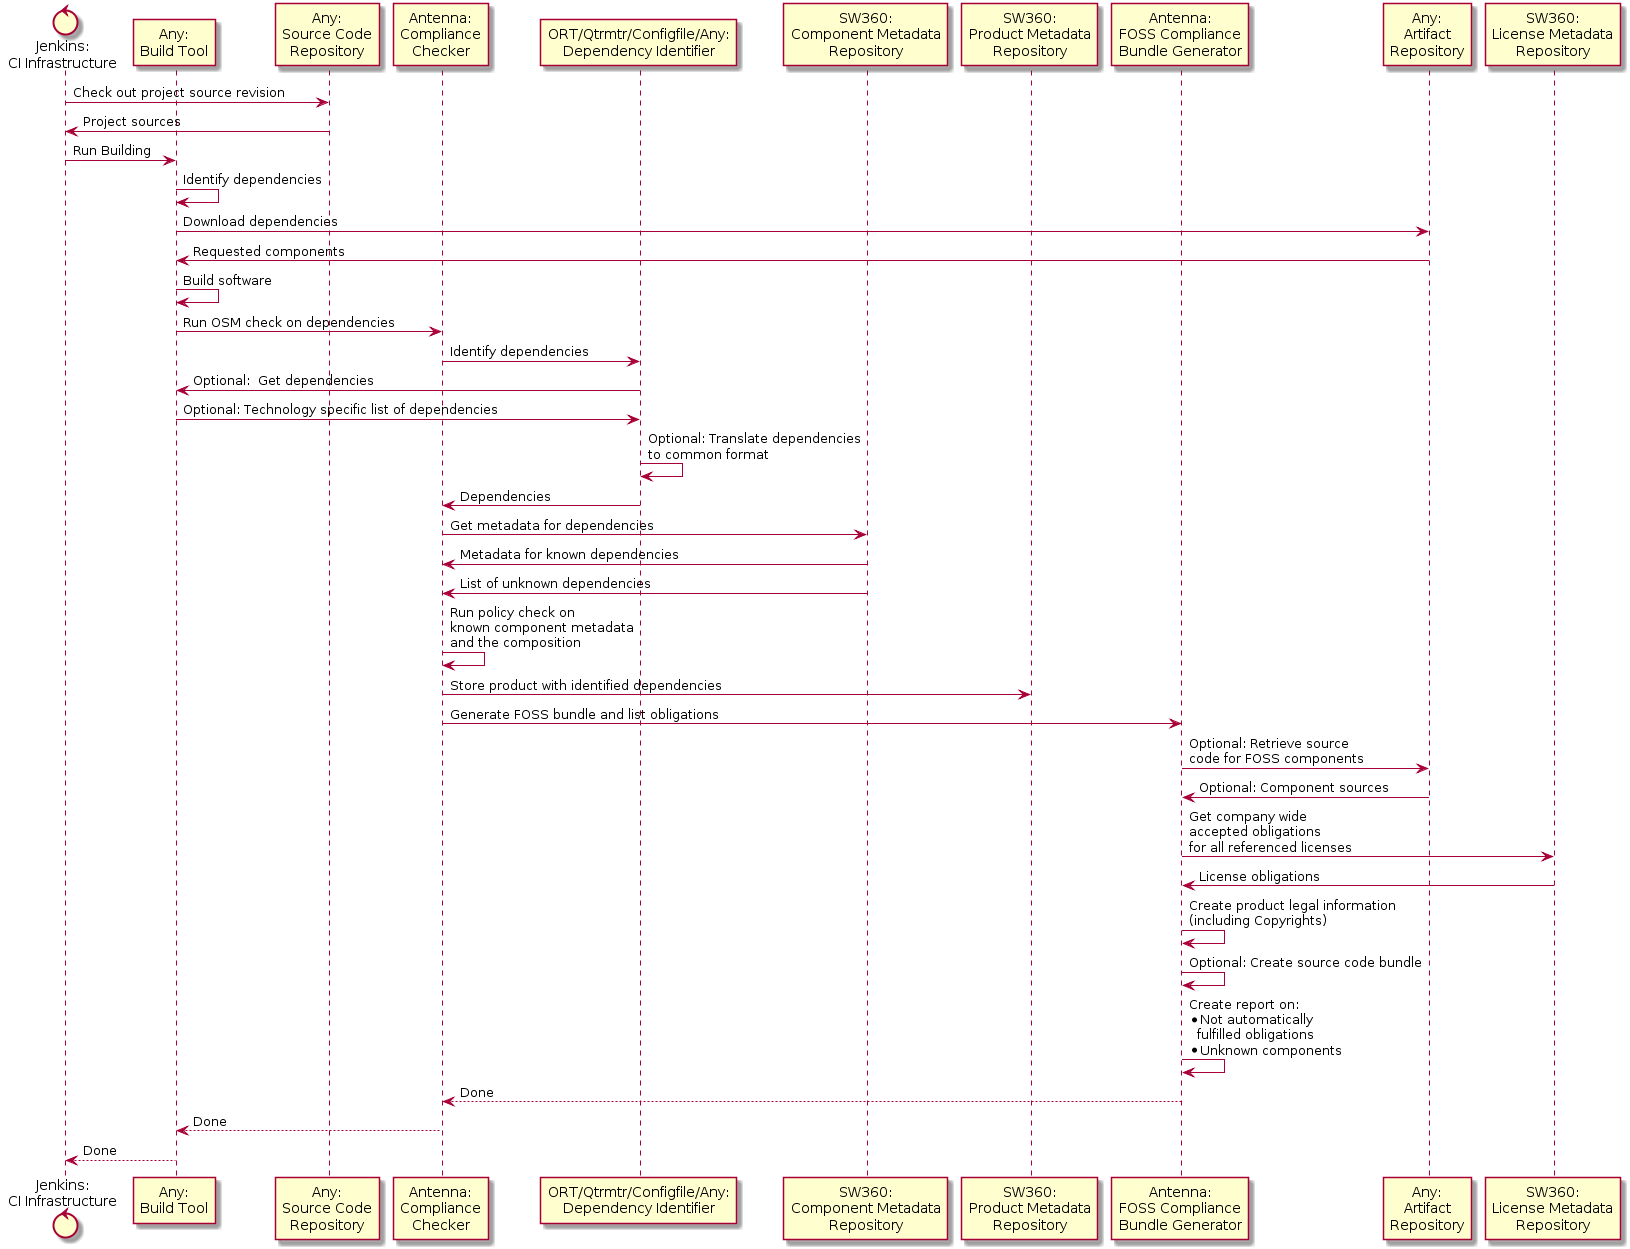 Jenkins:
CI Infrastructure
Any:
Build Tool
Any:
Source Code
Repository
Antenna:
Compliance
Checker
ORT/Qtrmtr/Configfile/Any:
Dependency Identifier
SW360:
Component Metadata
Repository
SW360:
Product Metadata
Repository
Antenna:
FOSS Compliance
Bundle Generator
Any:
Artifact
Repository
SW360:
License Metadata
Repository
Check out project source revision
Project sources
Run Building
Identify dependencies
Download dependencies
Requested components
Build software
Run OSM check on dependencies
Identify dependencies
Optional:  Get dependencies
Optional: Technology specific list of dependencies
Optional: Translate dependencies
to common format
Dependencies
Get metadata for dependencies
Metadata for known dependencies
List of unknown dependencies
Run policy check on
known component metadata
and the composition
Store product with identified dependencies
Generate FOSS bundle and list obligations
Optional: Retrieve source
code for FOSS components
Optional: Component sources
Get company wide
accepted obligations
for all referenced licenses
License obligations
Create product legal information
(including Copyrights)
Optional: Create source code bundle
Create report on:
• Not automatically
fulfilled obligations
• Unknown components
Done
Done
Done
Jenkins:
CI Infrastructure
Any:
Build Tool
Any:
Source Code
Repository
Antenna:
Compliance
Checker
ORT/Qtrmtr/Configfile/Any:
Dependency Identifier
SW360:
Component Metadata
Repository
SW360:
Product Metadata
Repository
Antenna:
FOSS Compliance
Bundle Generator
Any:
Artifact
Repository
SW360:
License Metadata
Repository